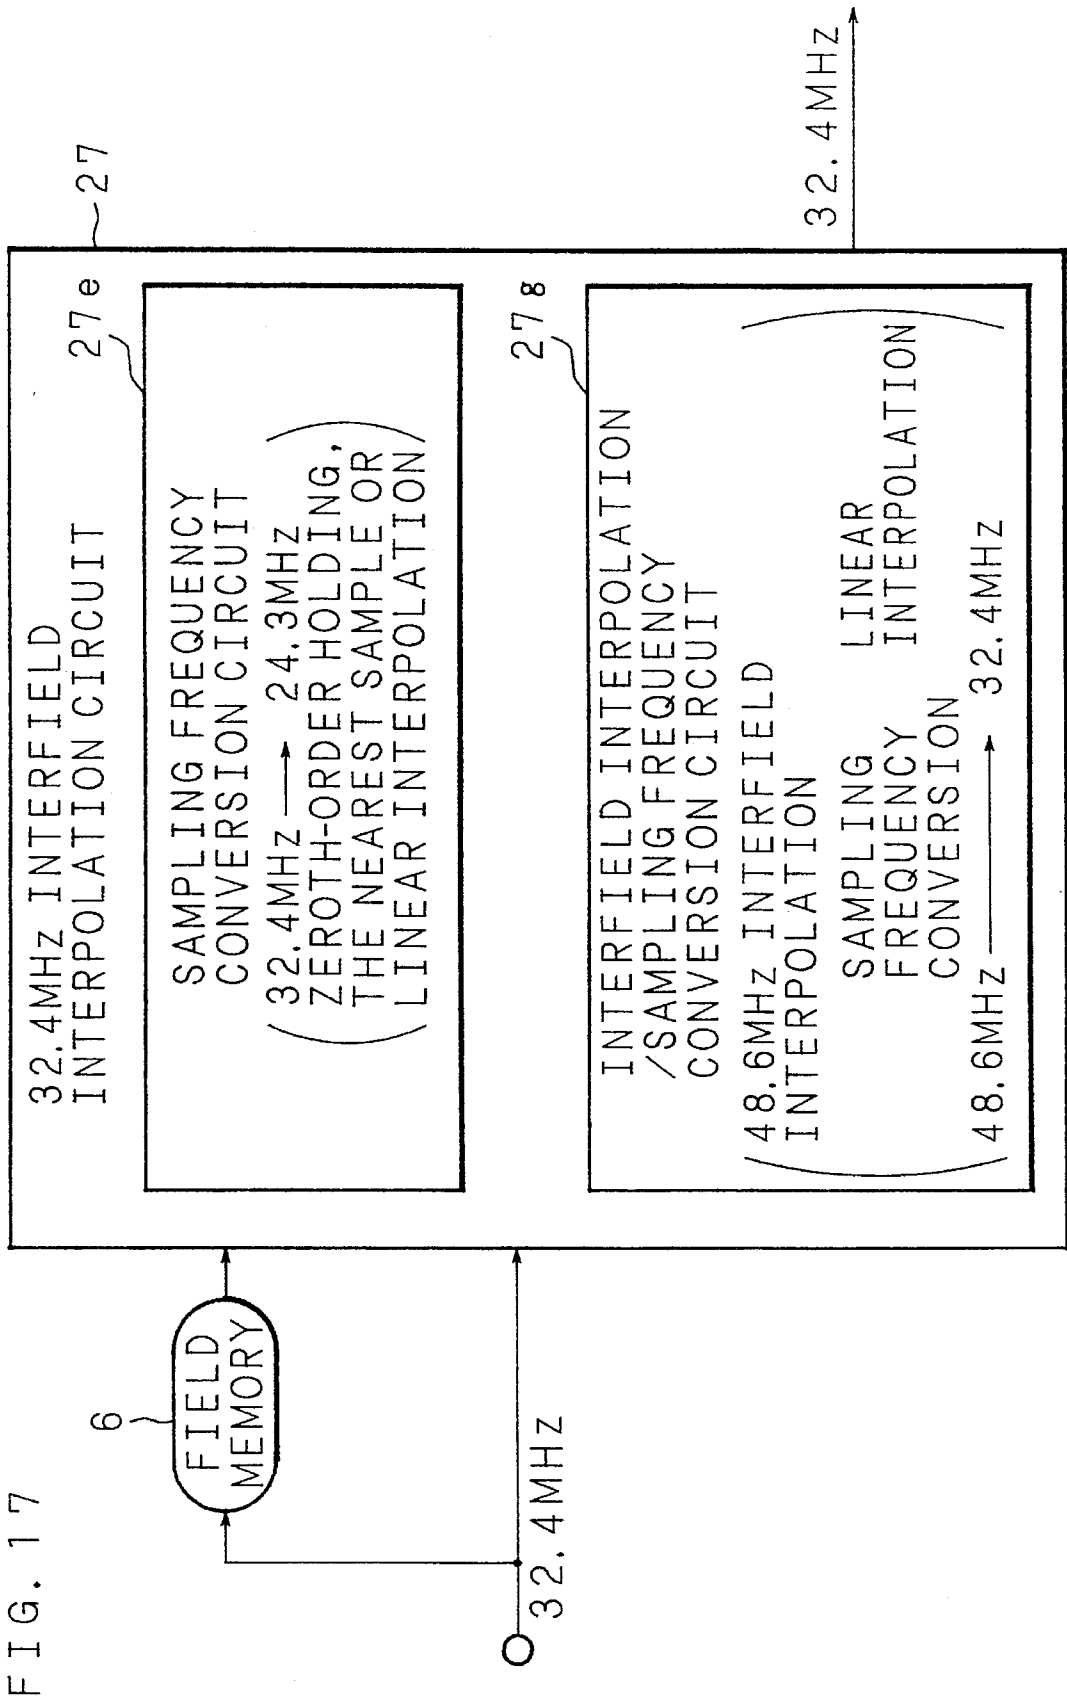 FIG.17
32.4MHz
6
FIELD
MEMORY
27
32.4MHz INTERFIELD
INTERPOLATION CIRCUIT
27e
SAMPLING FREQUENCY
CONVERSION CIRCUIT
32.4MHz → 24.3MHz
ZEROTH-ORDER HOLDING,
THE NEAREST SAMPLE OR
LINEAR INTERPOLATION
27g
INTERFIELD INTERPOLATION
/SAMPLING FREQUENCY
CONVERSION CIRCUIT
48.6MHz INTERFIELD
INTERPOLATION
SAMPLING
FREQUENCY
CONVERSION
LINEAR
INTERPOLATION
48.6MHz → 32.4MHz
32.4MHz